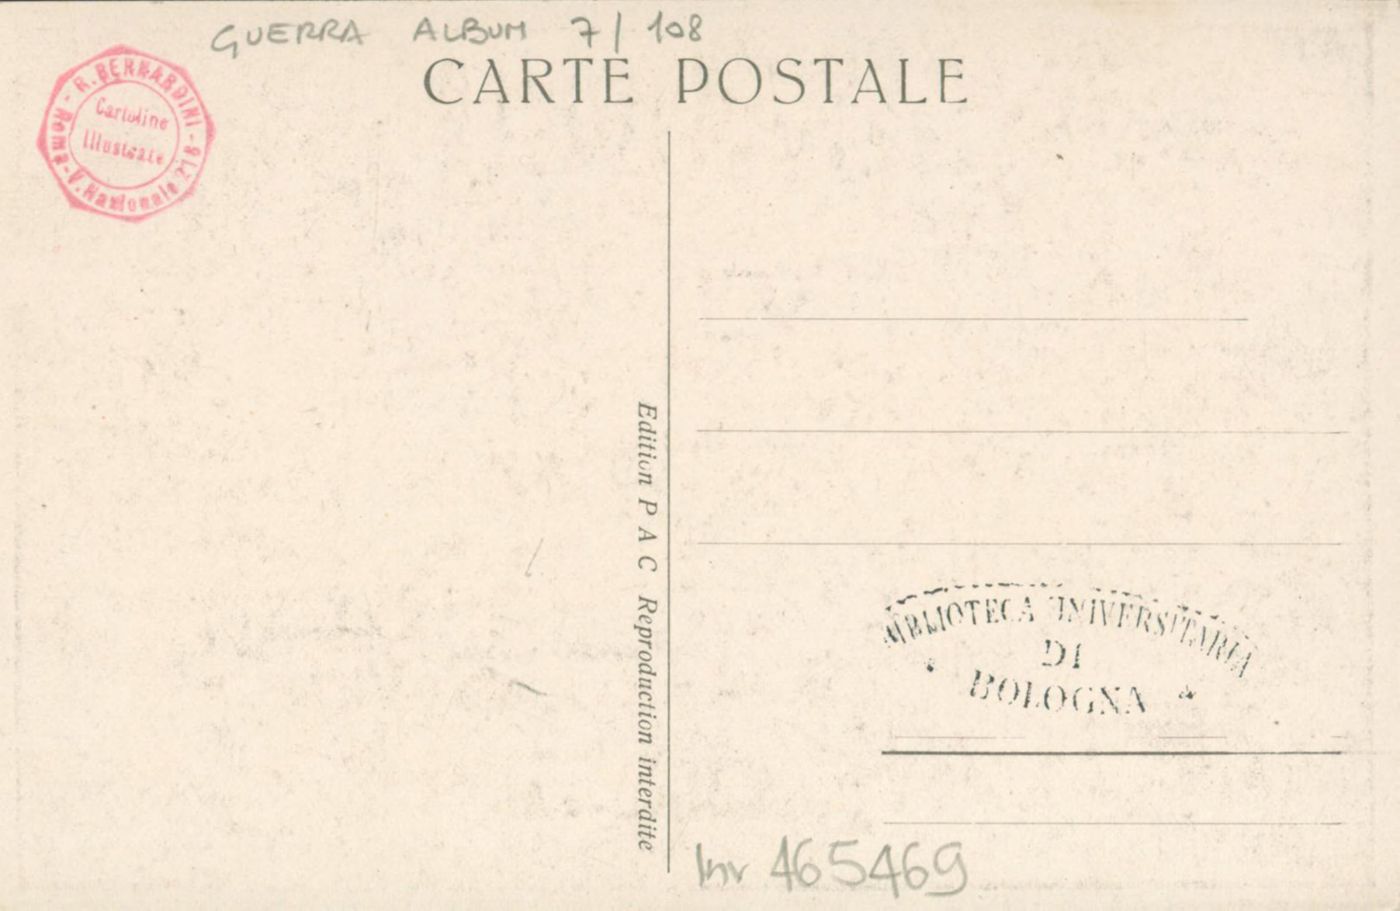 GUERRA ALBUM 7/108
CARTE POSTALE
R. BERNARDINI - 218
Cartoline
Illustrate
Roma - V. Nazionale
Edition P A C Reproduction interdite
BIBLIOTECA UNIVERSITARIA
DI
BOLOGNA
Inv 465469